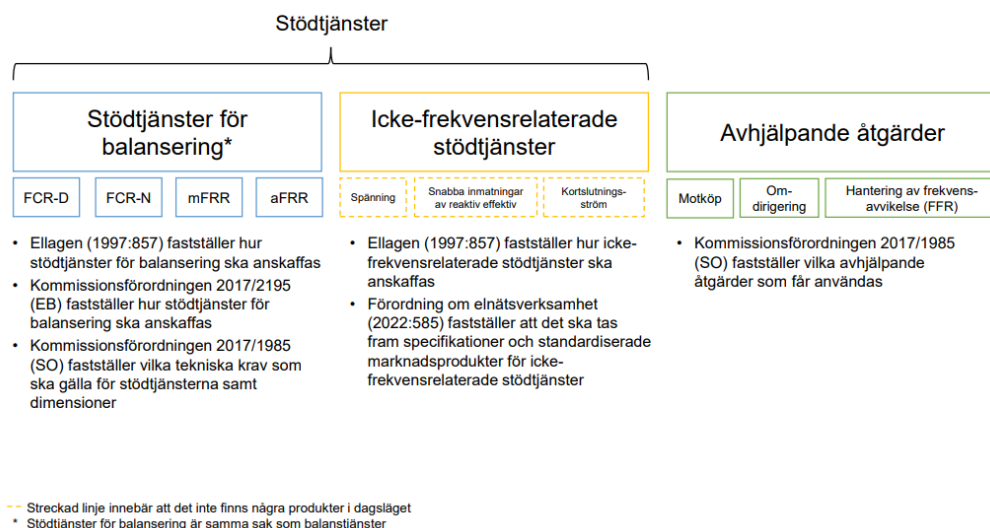 Stödtjänster
Stödtjänster för
balansering*
FCR-D
FCR-N
mFRR
aFRR
• Ellagen (1997:857) fastställer hur
stödtjänster för balansering ska anskaffas
• Kommissionsförordningen 2017/2195
(EB) fastställer hur stödtjänster för
balansering ska anskaffas
• Kommissionsförordningen 2017/1985
(SO) fastställer vilka tekniska krav som
ska gälla för stödtjänsterna samt
dimensioner
Icke-frekvensrelaterade
stödtjänster
Spänning
Snabba inmatningar
av reaktiv effektiv
Kortslutnings-
ström
• Ellagen (1997:857) fastställer hur icke-
frekvensrelaterade stödtjänster ska
anskaffas
• Förordning om elnätsverksamhet
(2022:585) fastställer att det ska tas
fram specifikationer och standardiserade
marknadsprodukter för icke-
frekvensrelaterade stödtjänster
Avhjälpande åtgärder
Motköp
Om-
dirigering
Hantering av frekvens-
avvikelse (FFR)
• Kommissionsförordningen 2017/1985
(SO) fastställer vilka avhjälpande
åtgärder som får användas
Streckad linje innebär att det inte finns några produkter i dagsläget
* Stödtjänster för balansering är samma sak som balanstjänster